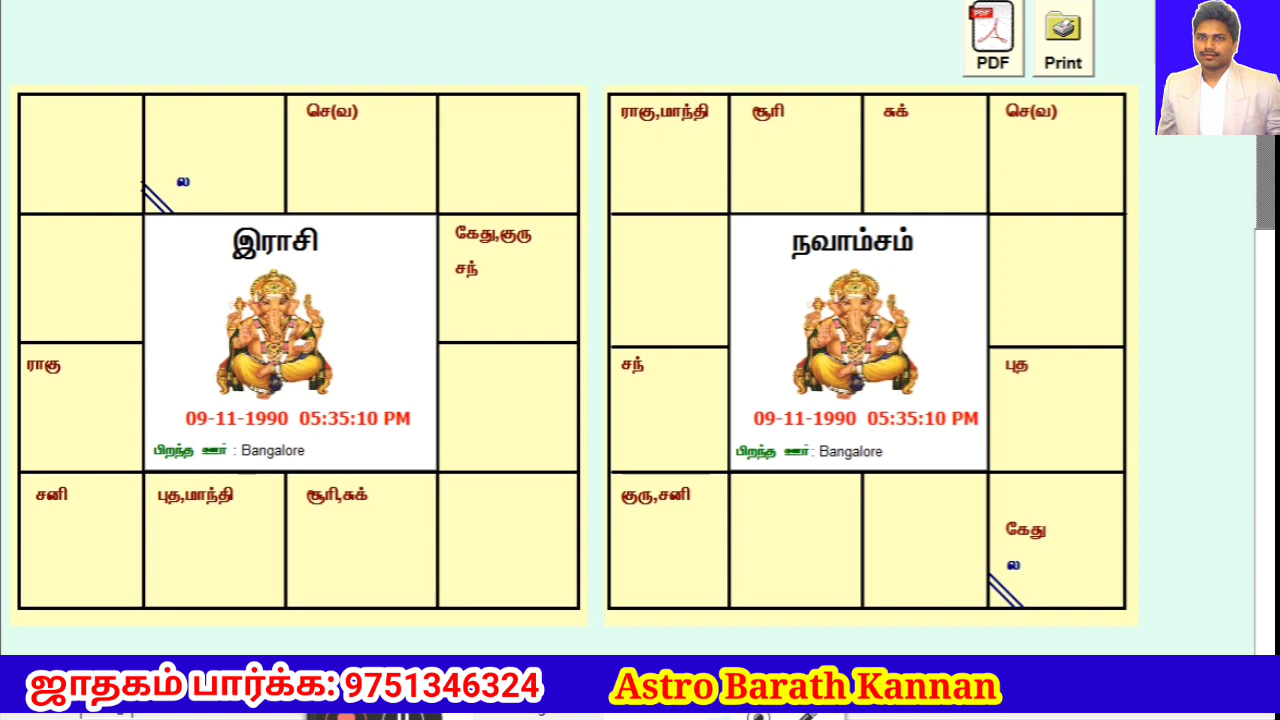 PDF
Print
செ(வ)
ல
இராசி
கேது,குரு
சந்
ராகு
09-11-1990 05:35:10 PM
பிறந்த ஊர் : Bangalore
சனி
புத,மாந்தி
சூரி,சுக்
ராகு,மாந்தி
சூரி
சுக்
செ(வ)
நவாம்சம்
சந்
புத
09-11-1990 05:35:10 PM
பிறந்த ஊர் : Bangalore
குரு,சனி
கேது
ல
ஜாதகம் பார்க்க: 9751346324
Astro Barath Kannan